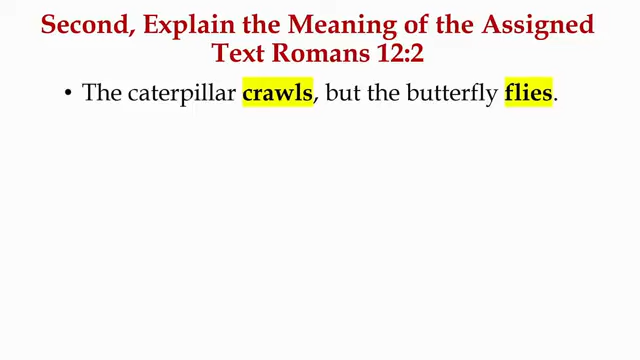 Second, Explain the Meaning of the Assigned
Text Romans 12:2
• The caterpillar crawls, but the butterfly flies.